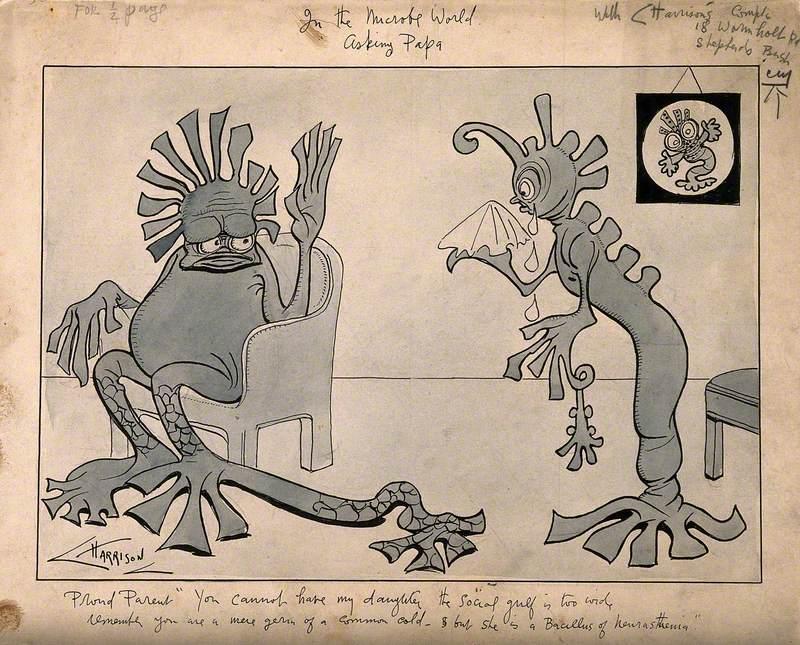 For ½ page
In the Microbe World
Asking Papa
With C Harrison's Compts
18 Wormholt Rd
Shepherds Bush
C HARRISON
Proud Parent "You cannot have my daughter, the social gulf is too wide,
remember you are a mere germ of a common cold - & but she is a Bacillus of Neurasthenia"